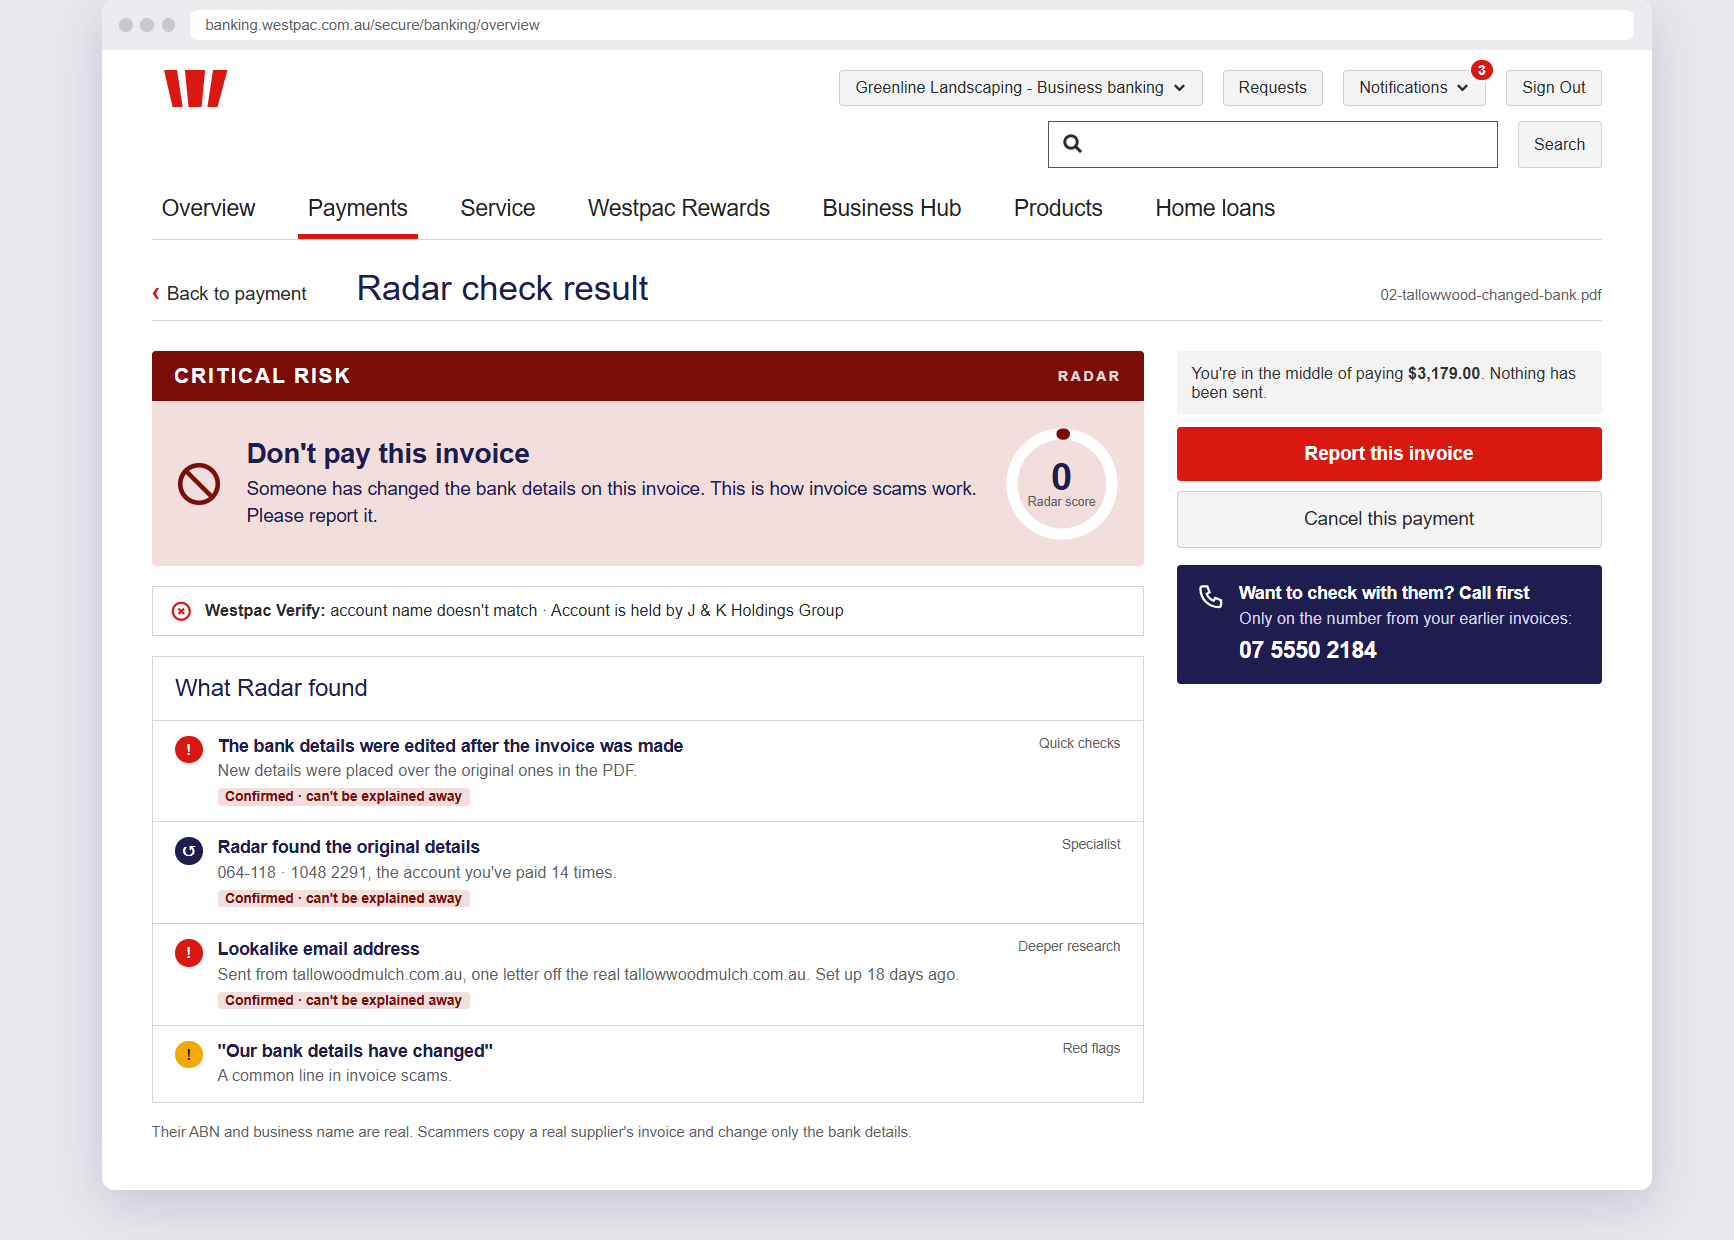 banking.westpac.com.au/secure/banking/overview
Greenline Landscaping - Business banking
Requests
Notifications
3
Sign Out
Search
Overview
Payments
Service
Westpac Rewards
Business Hub
Products
Home loans
Back to payment
Radar check result
02-tallowwood-changed-bank.pdf
CRITICAL RISK
RADAR
Don't pay this invoice
Someone has changed the bank details on this invoice. This is how invoice scams work.
Please report it.
0
Radar score
Westpac Verify: account name doesn't match · Account is held by J & K Holdings Group
What Radar found
The bank details were edited after the invoice was made
Quick checks
New details were placed over the original ones in the PDF.
Confirmed · can't be explained away
Radar found the original details
Specialist
064-118 · 1048 2291, the account you've paid 14 times.
Confirmed · can't be explained away
Lookalike email address
Deeper research
Sent from tallowoodmulch.com.au, one letter off the real tallowwoodmulch.com.au. Set up 18 days ago.
Confirmed · can't be explained away
"Our bank details have changed"
Red flags
A common line in invoice scams.
Their ABN and business name are real. Scammers copy a real supplier's invoice and change only the bank details.
You're in the middle of paying $3,179.00. Nothing has
been sent.
Report this invoice
Cancel this payment
Want to check with them? Call first
Only on the number from your earlier invoices:
07 5550 2184